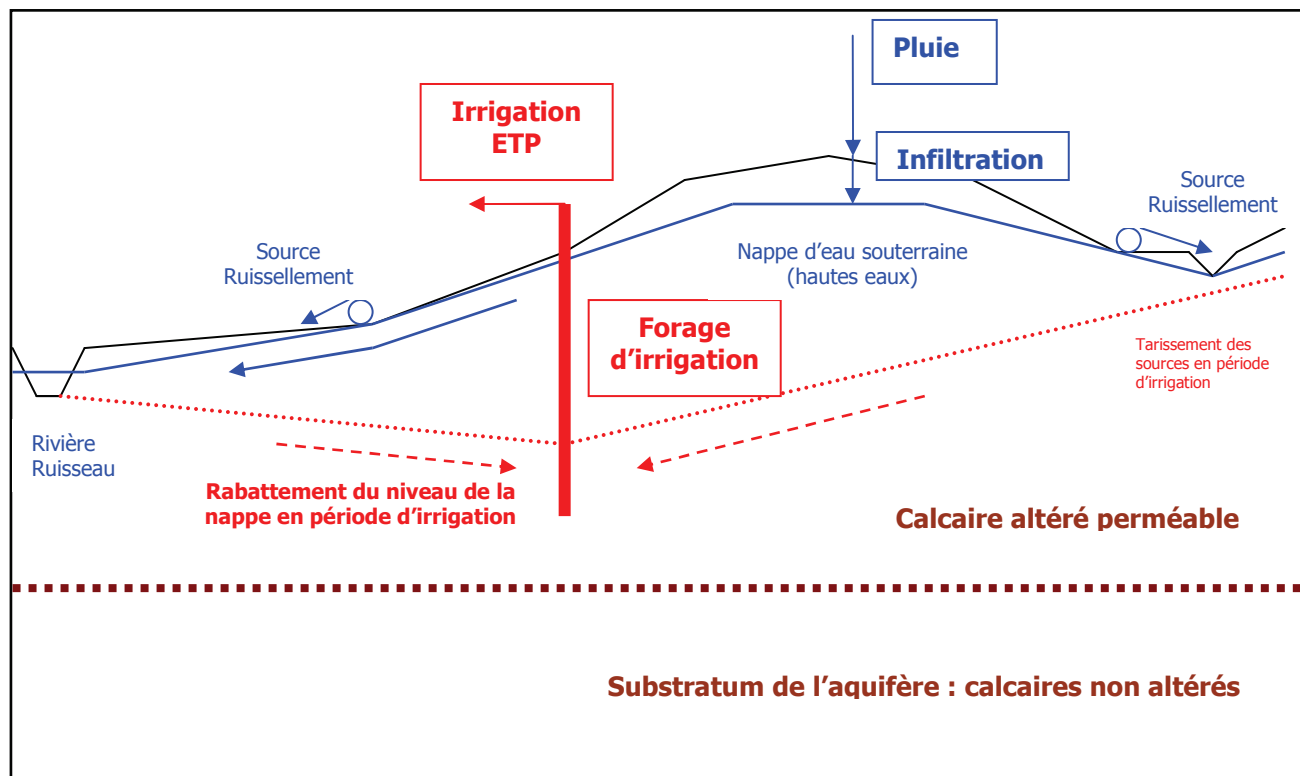 Pluie
Irrigation
ETP
Infiltration
Source
Ruissellement
Source
Ruissellement
Nappe d'eau souterraine
(hautes eaux)
Forage
d'irrigation
Tarissement des
sources en période
d'irrigation
Rivière
Ruisseau
Rabattement du niveau de la
nappe en période d'irrigation
Calcaire altéré perméable
Substratum de l'aquifère : calcaires non altérés